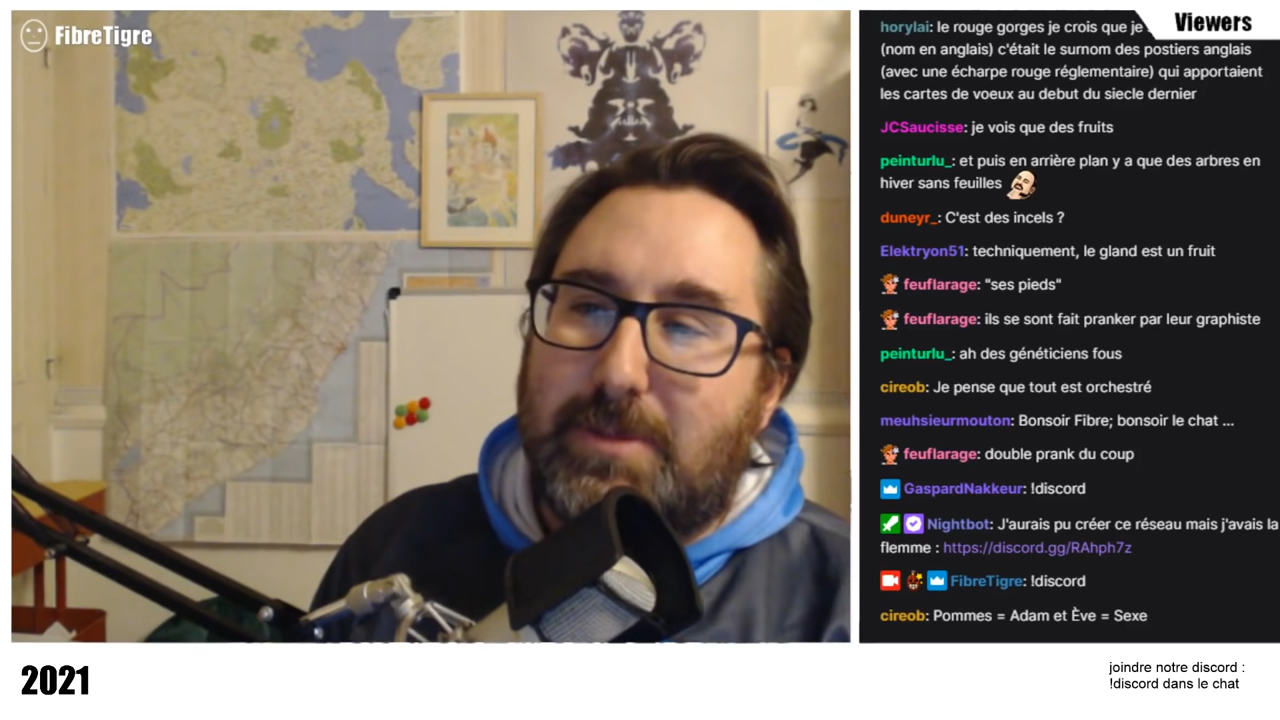 FibreTigre
Viewers
horylai: le rouge gorges je crois que je
(nom en anglais) c'était le surnom des postiers anglais
(avec une écharpe rouge réglementaire) qui apportaient
les cartes de voeux au debut du siecle dernier
JCSaucisse: je vois que des fruits
peinturlu_: et puis en arrière plan y a que des arbres en
hiver sans feuilles
duneyr_: C'est des incels ?
Elektryon51: techniquement, le gland est un fruit
feuflarage: "ses pieds"
feuflarage: ils se sont fait pranker par leur graphiste
peinturlu_: ah des généticiens fous
cireob: Je pense que tout est orchestré
meuhsieurmouton: Bonsoir Fibre; bonsoir le chat ...
feuflarage: double prank du coup
GaspardNakkeur: !discord
Nightbot: J'aurais pu créer ce réseau mais j'avais la
flemme : https://discord.gg/RAhph7z
FibreTigre: !discord
cireob: Pommes = Adam et Ève = Sexe
2021
joindre notre discord :
!discord dans le chat